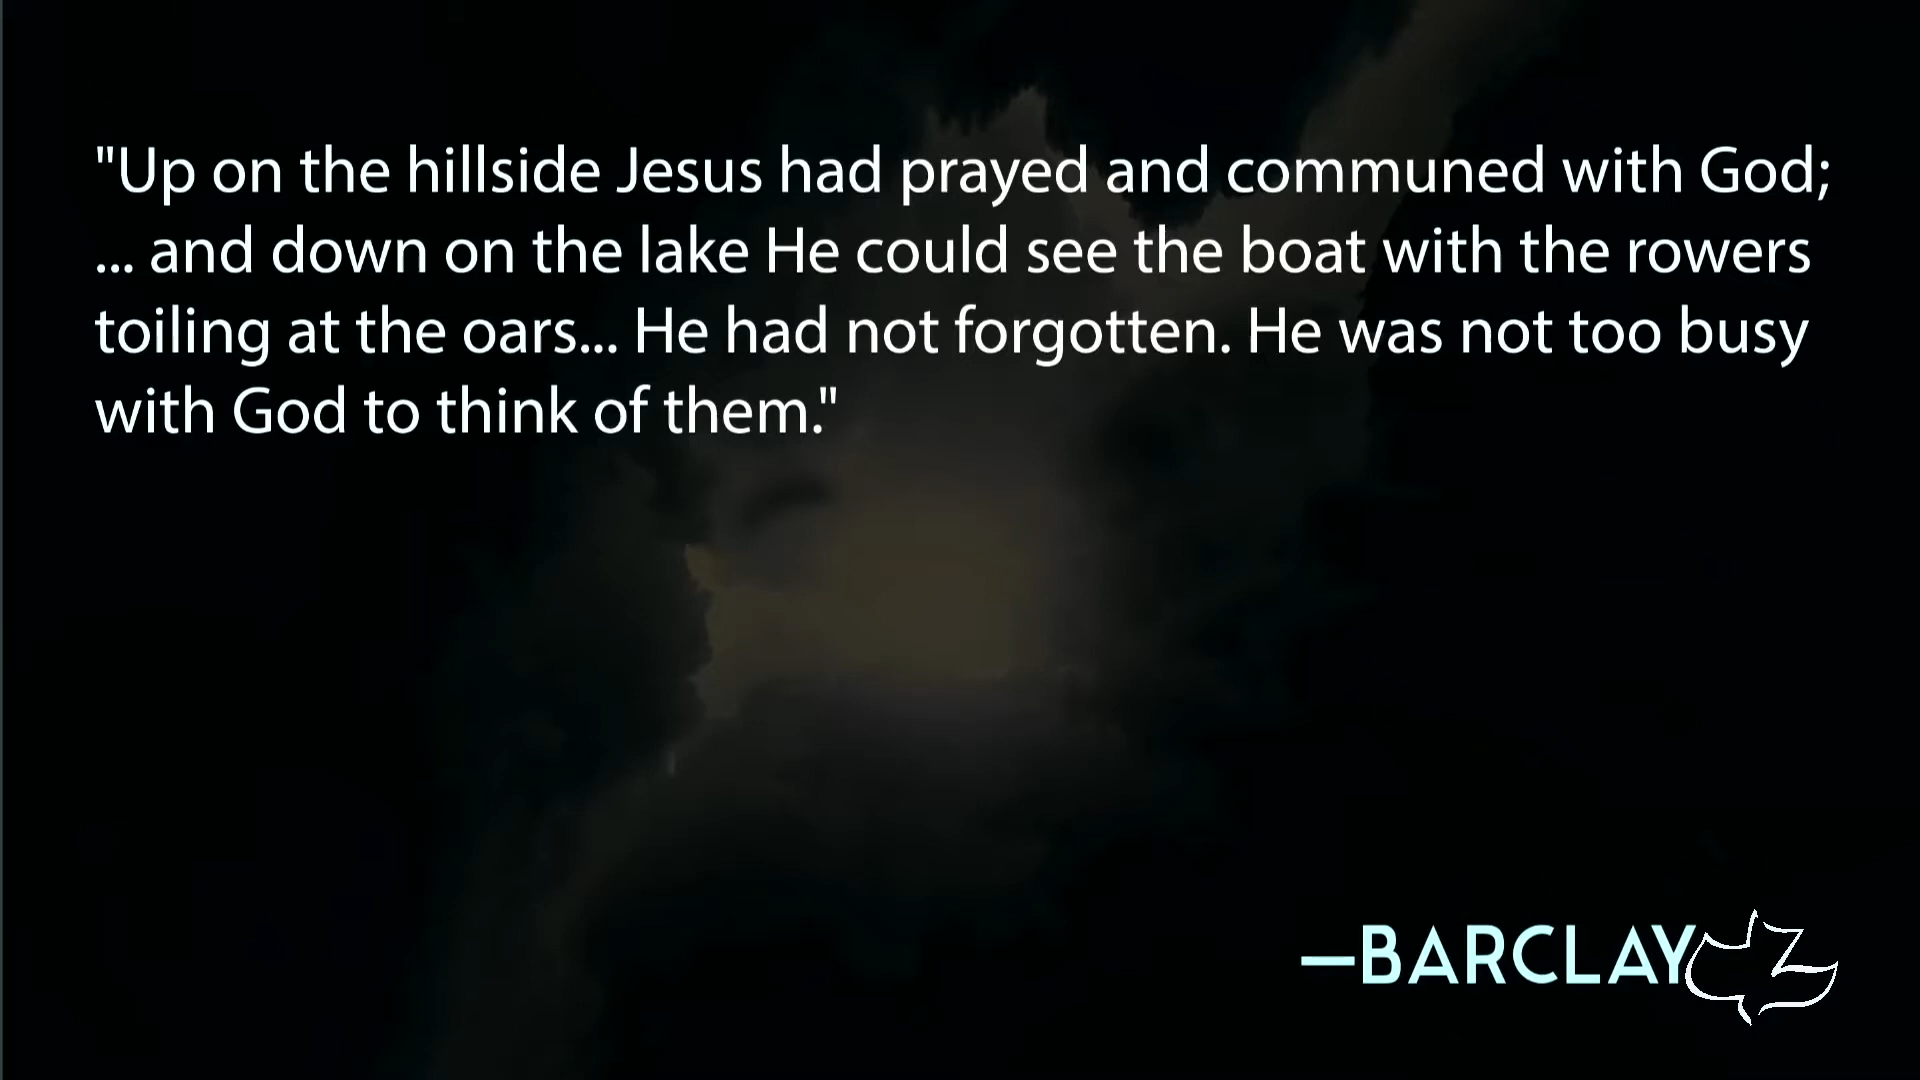 "Up on the hillside Jesus had prayed and communed with God;
... and down on the lake He could see the boat with the rowers
toiling at the oars... He had not forgotten. He was not too busy
with God to think of them."
—BARCLAY